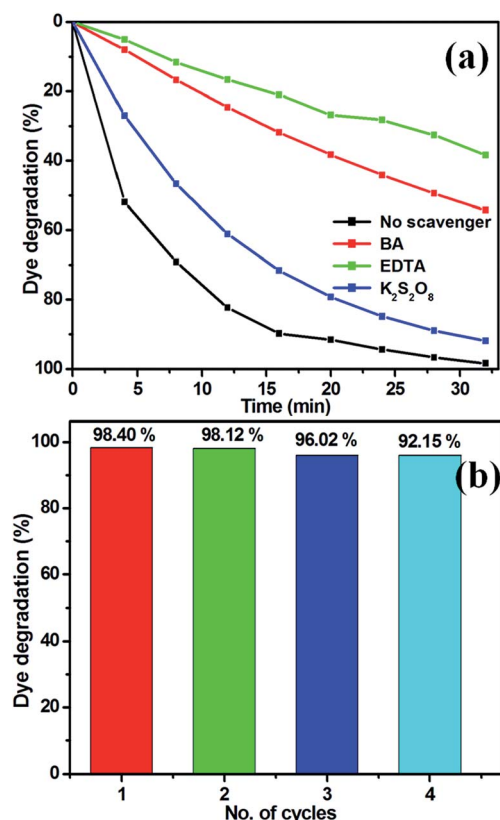 0
20
40
60
80
100
Dye degradation (%)
(a)
No scavenger
BA
EDTA
K₂S₂O₈
0 5 10 15 20 25 30
Time (min)
98.40 % 98.12 % 96.02 % 92.15 %
(b)
100
80
60
40
20
0
Dye degradation (%)
1 2 3 4
No. of cycles